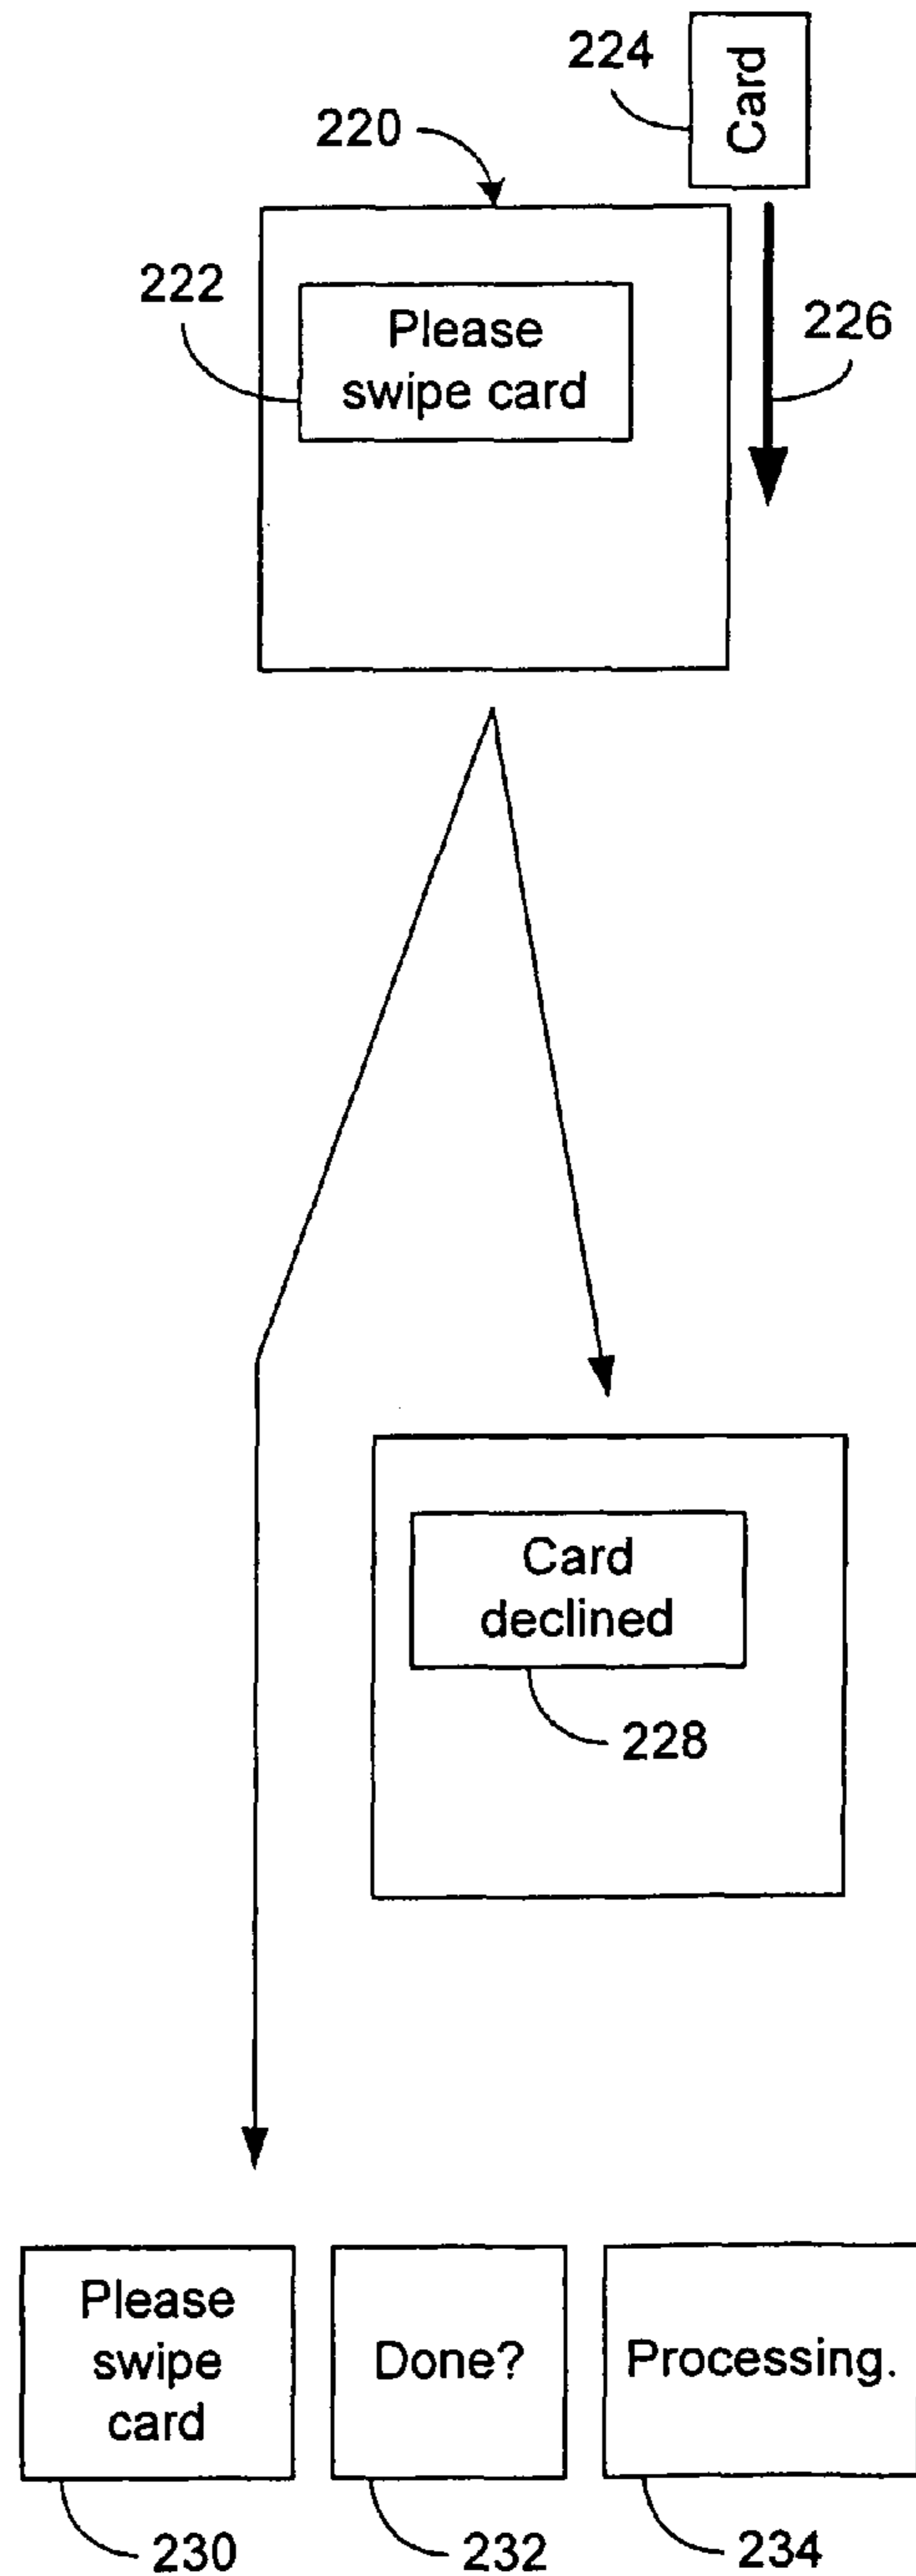 224
Card
220
222
Please
swipe card
226
Card
declined
228
Please
swipe
card
Done?
Processing.
230
232
234